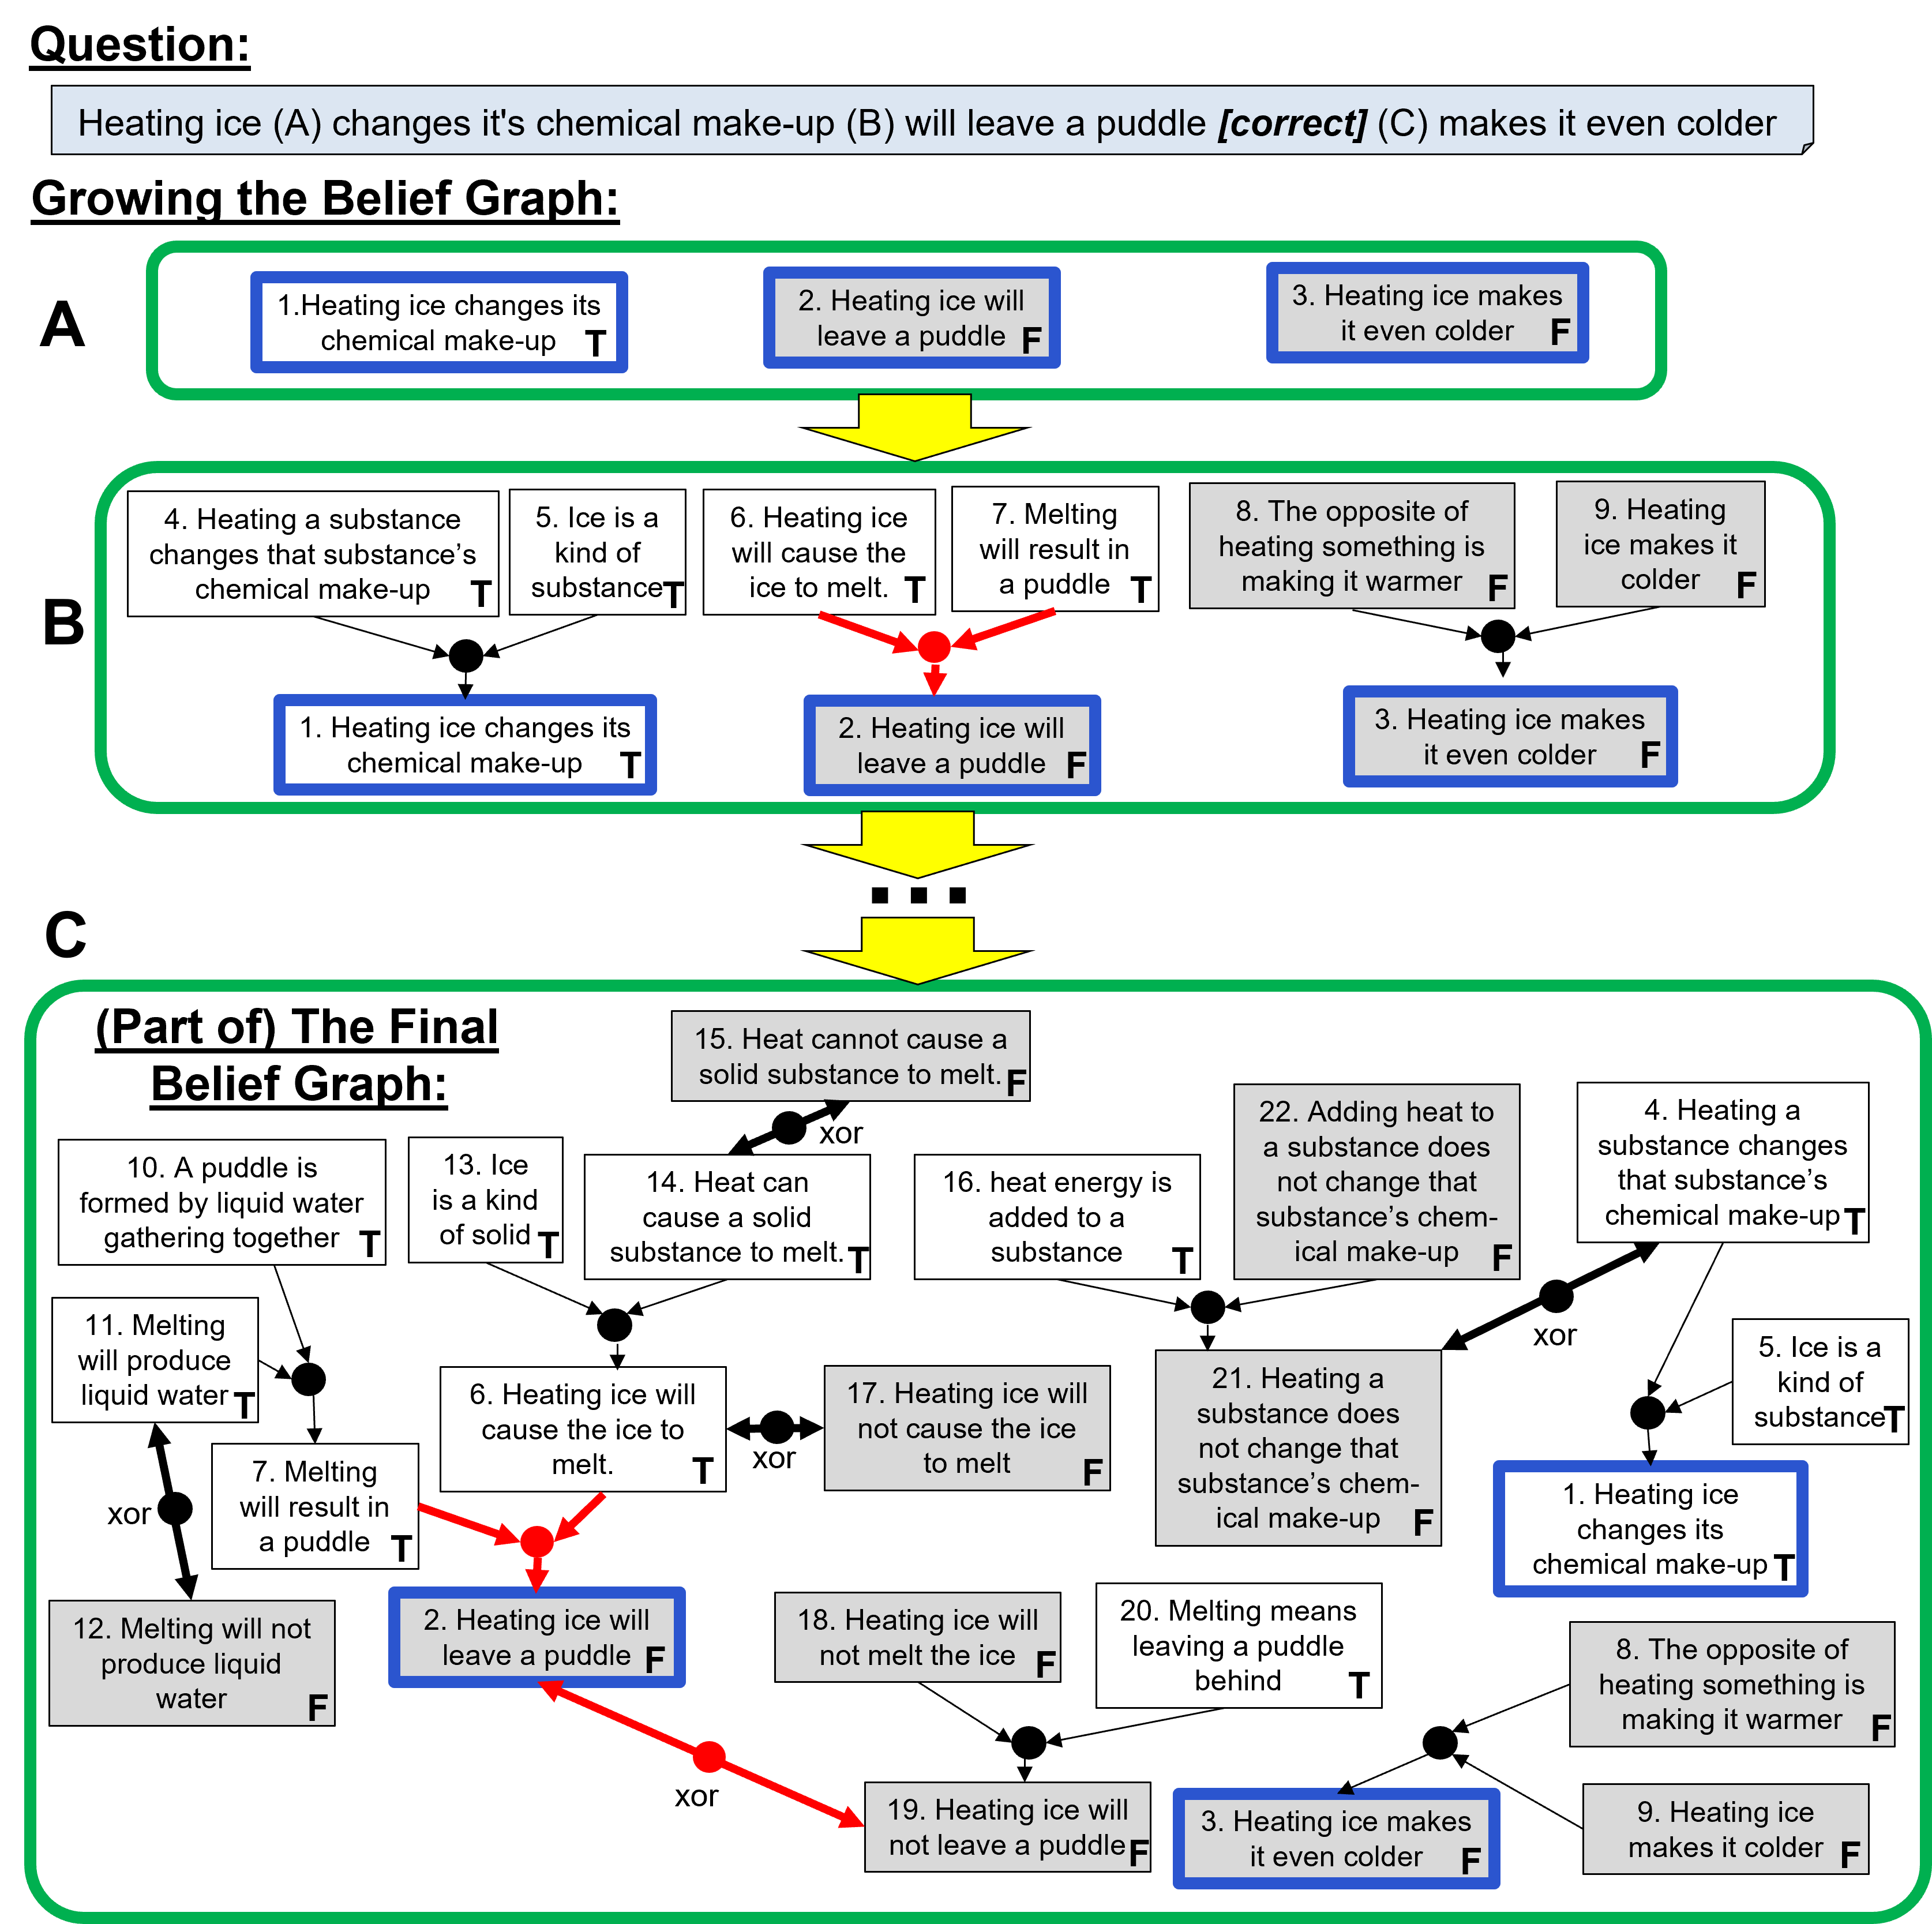 Question:
Heating ice (A) changes it's chemical make-up (B) will leave a puddle [correct] (C) makes it even colder
Growing the Belief Graph:
A
1.Heating ice changes its
chemical make-up T
2. Heating ice will
leave a puddle F
3. Heating ice makes
it even colder F
B
4. Heating a substance
changes that substance’s
chemical make-up T
5. Ice is a
kind of
substance T
6. Heating ice
will cause the
ice to melt. T
7. Melting
will result in
a puddle T
8. The opposite of
heating something is
making it warmer F
9. Heating
ice makes it
colder F
1. Heating ice changes its
chemical make-up T
2. Heating ice will
leave a puddle F
3. Heating ice makes
it even colder F
C
(Part of) The Final
Belief Graph:
15. Heat cannot cause a
solid substance to melt. F
xor
10. A puddle is
formed by liquid water
gathering together T
13. Ice
is a kind
of solid T
14. Heat can
cause a solid
substance to melt. T
16. heat energy is
added to a
substance T
22. Adding heat to
a substance does
not change that
substance’s chem-
ical make-up F
4. Heating a
substance changes
that substance’s
chemical make-up T
11. Melting
will produce
liquid water T
xor
5. Ice is a
kind of
substance T
6. Heating ice will
cause the ice to
melt. T
xor
17. Heating ice will
not cause the ice
to melt F
21. Heating a
substance does
not change that
substance’s chem-
ical make-up F
7. Melting
will result in
a puddle T
xor
1. Heating ice
changes its
chemical make-up T
12. Melting will not
produce liquid
water F
2. Heating ice will
leave a puddle F
18. Heating ice will
not melt the ice F
20. Melting means
leaving a puddle
behind T
8. The opposite of
heating something is
making it warmer F
xor
19. Heating ice will
not leave a puddle F
3. Heating ice makes
it even colder F
9. Heating ice
makes it colder F